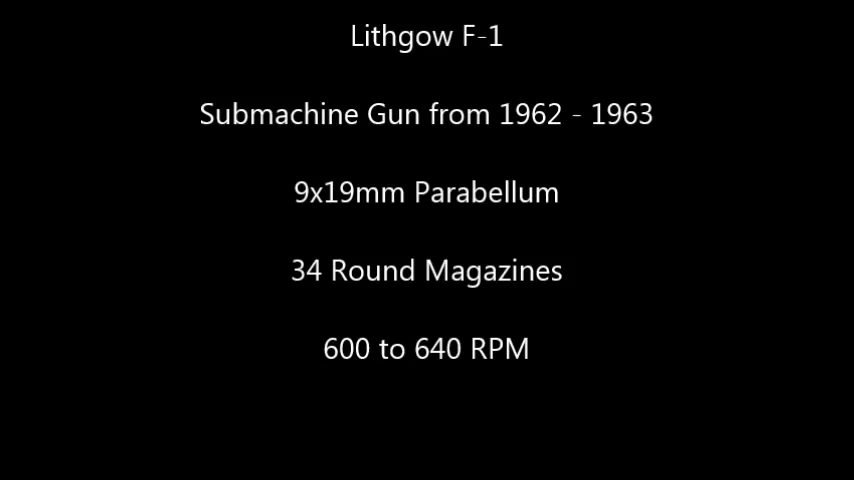 Lithgow F-1
Submachine Gun from 1962 - 1963
9x19mm Parabellum
34 Round Magazines
600 to 640 RPM